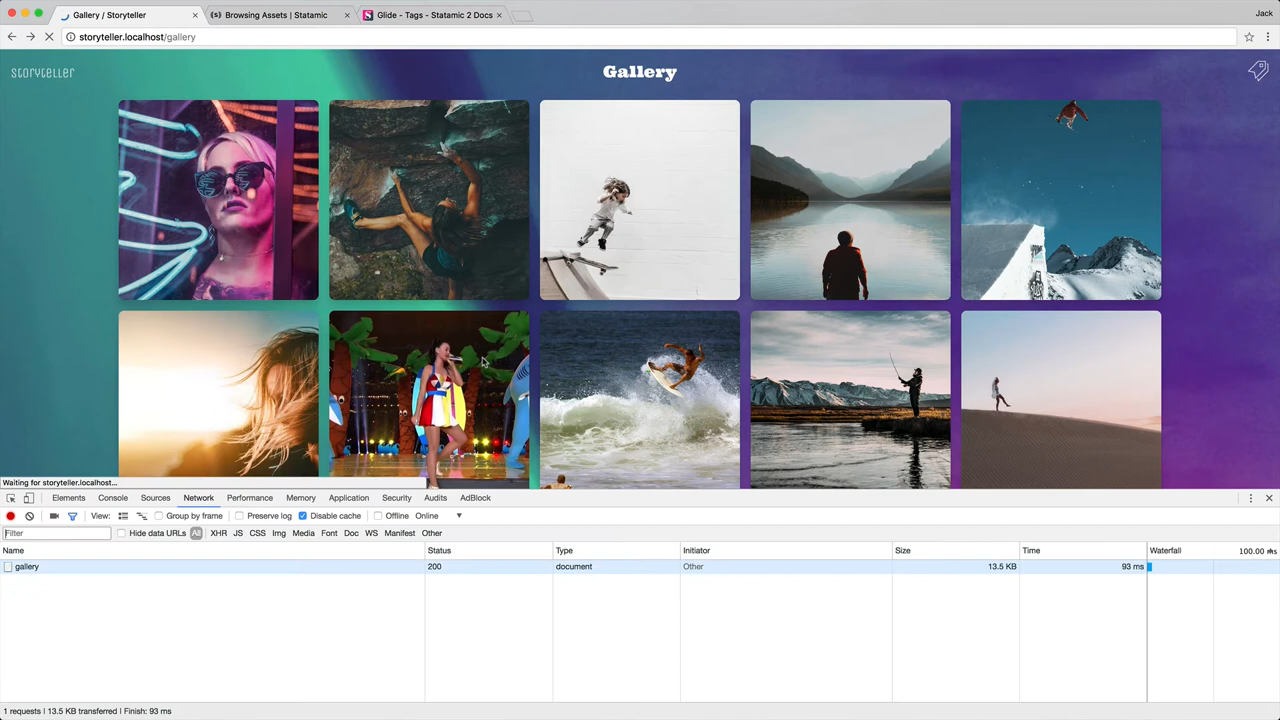 Gallery / Storyteller
Browsing Assets | Statamic
Glide - Tags - Statamic 2 Docs
Jack
storyteller.localhost/gallery
storyteller
Gallery
Waiting for storyteller.localhost...
Elements Console Sources Network Performance Memory Application Security Audits AdBlock
View: Group by frame Preserve log Disable cache Offline Online
Filter Hide data URLs All XHR JS CSS Img Media Font Doc WS Manifest Other
Name Status Type Initiator Size Time Waterfall 100.00 ms
gallery 200 document Other 13.5 KB 93 ms
1 requests | 13.5 KB transferred | Finish: 93 ms